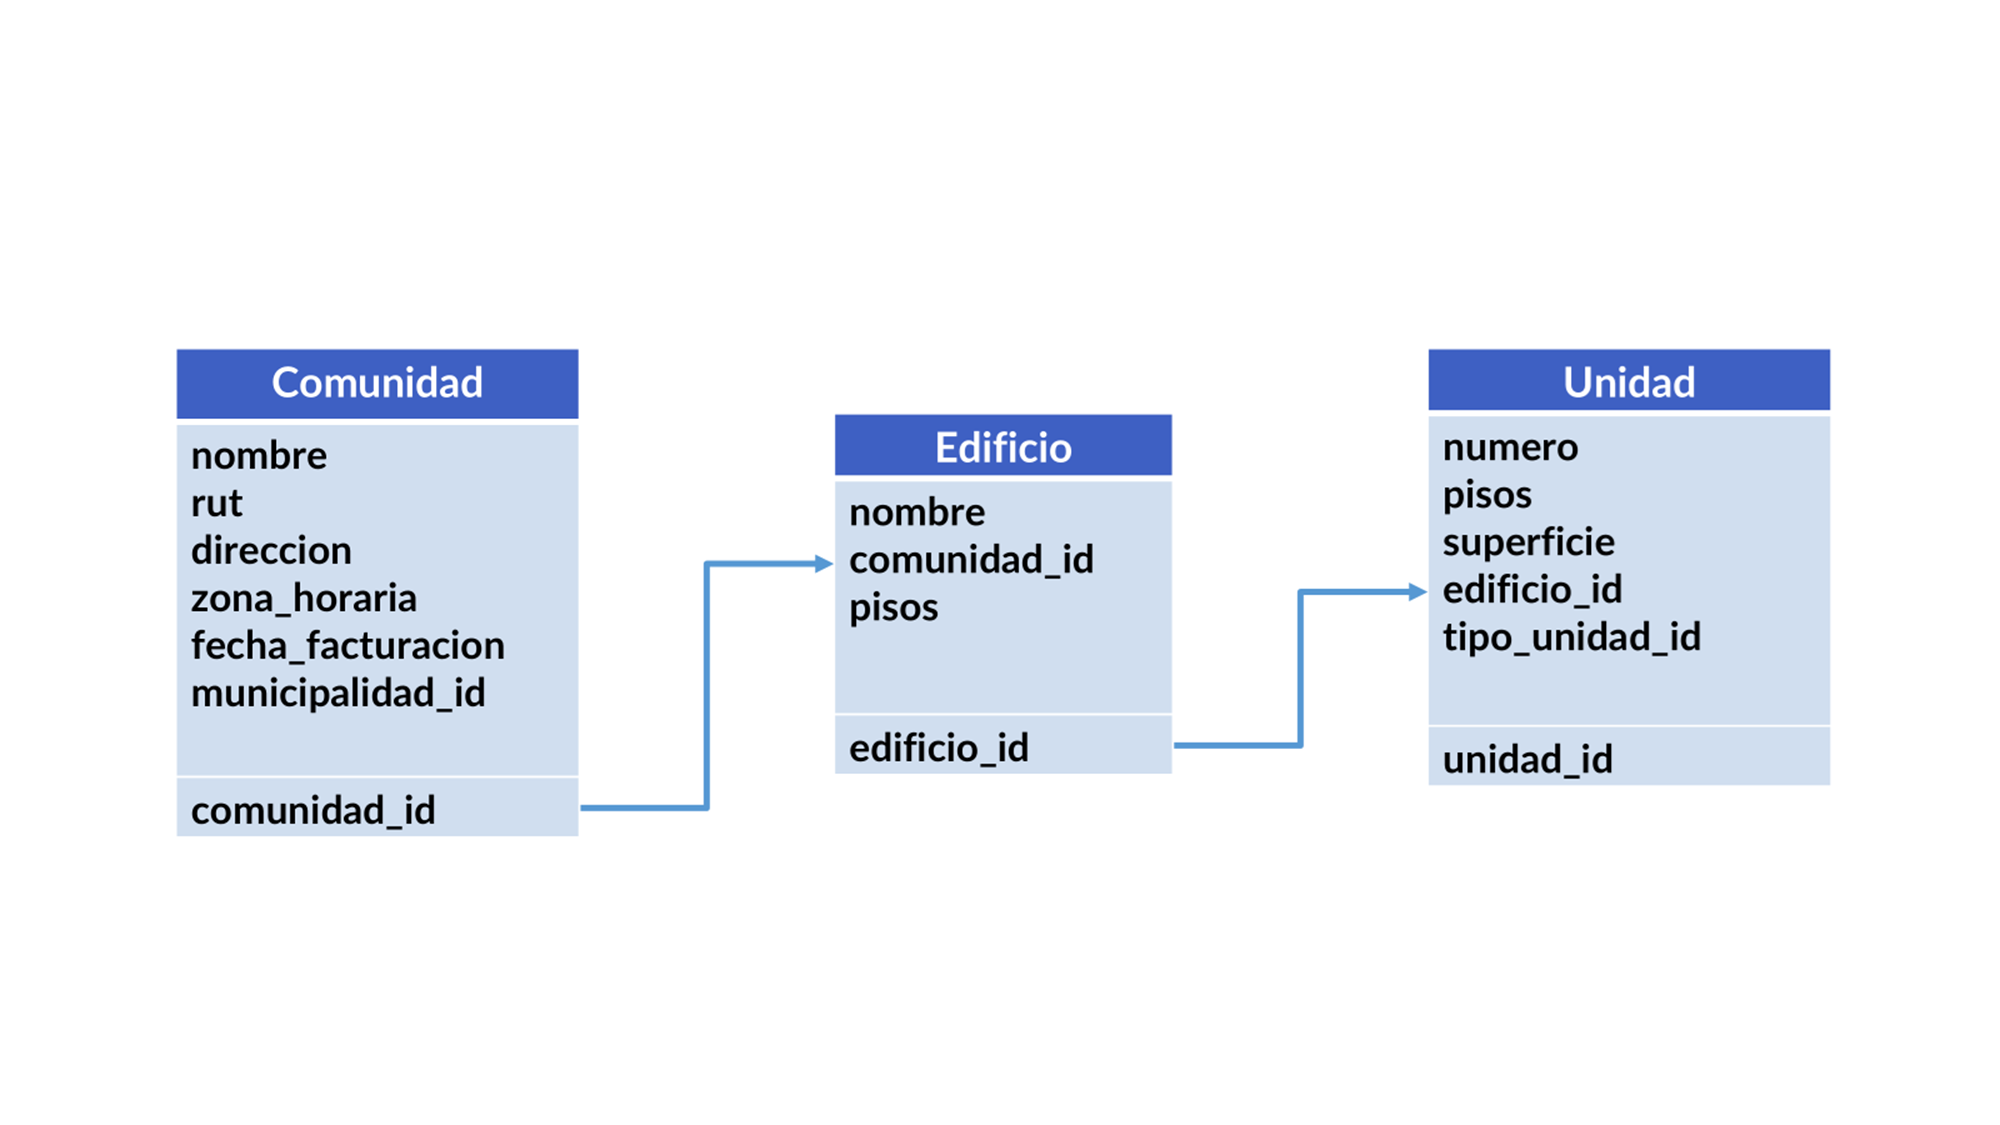 Comunidad
nombre
rut
direccion
zona_horaria
fecha_facturacion
municipalidad_id
comunidad_id
Edificio
nombre
comunidad_id
pisos
edificio_id
Unidad
numero
pisos
superficie
edificio_id
tipo_unidad_id
unidad_id